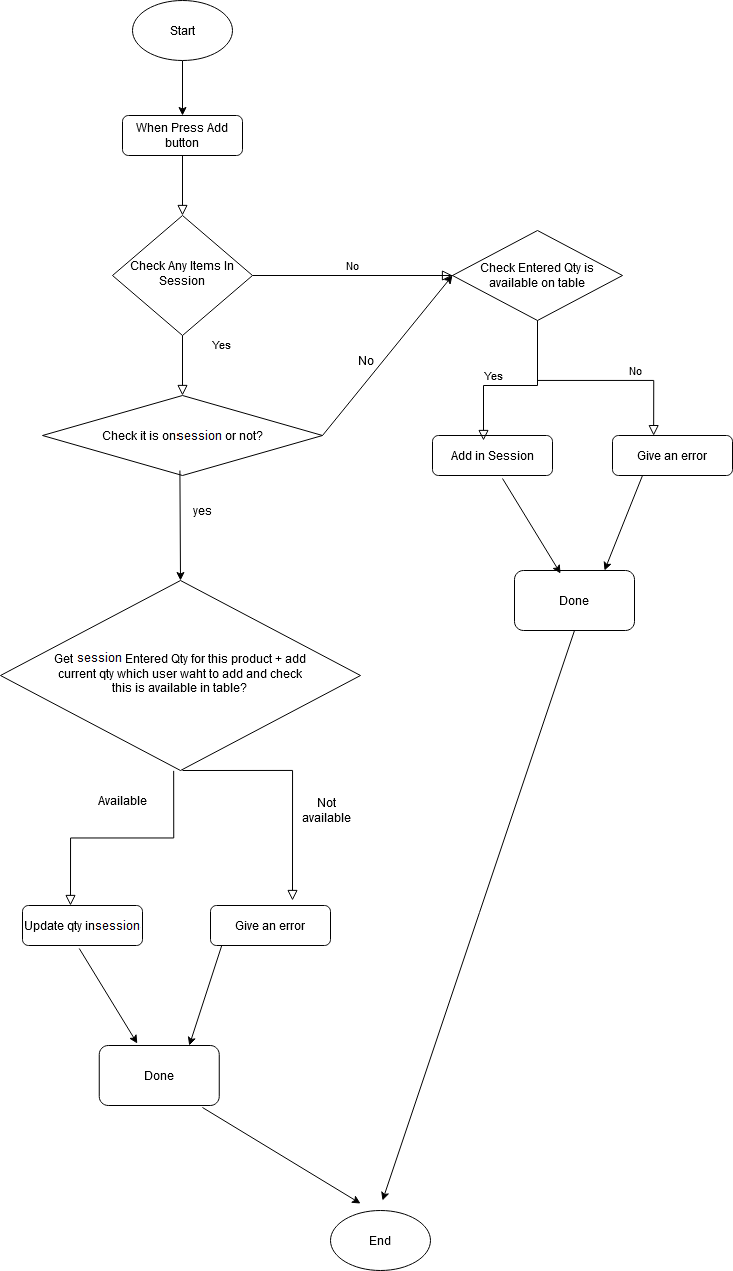 Start
When Press Add
button
Check Any Items In
Session
No
Check Entered Qty is
available on table
Yes
No
Yes
No
Check it is onsession or not?
Add in Session
Give an error
yes
Done
Get session Entered Qty for this product + add
current qty which user waht to add and check
this is available in table?
Available
Not
available
Update qty insession
Give an error
Done
End